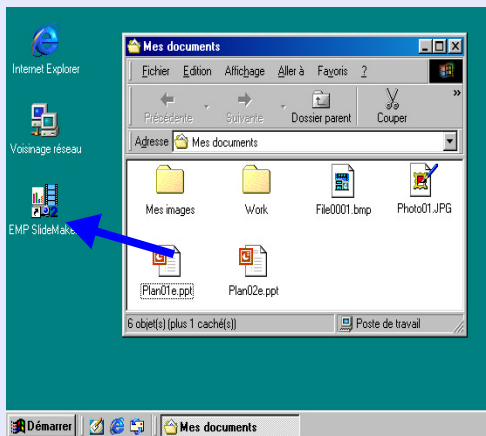 Internet Explorer
Voisinage réseau
EMP SlideMake
Mes documents
Fichier Edition Affichage Aller à Favoris ?
Précédente Suivante Dossier parent Couper »
Adresse Mes documents
Mes images Work File0001.bmp Photo01.JPG
Plan01e.ppt Plan02e.ppt
6 objet(s) (plus 1 caché(s)) Poste de travail
Démarrer Mes documents